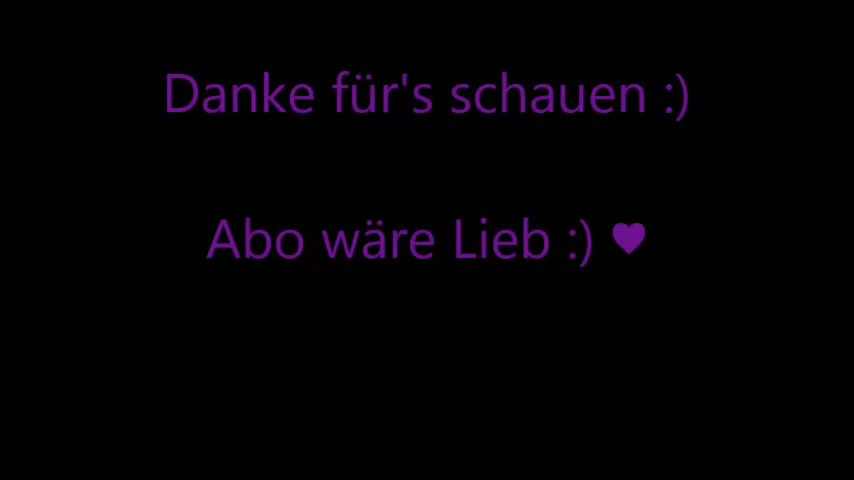 Danke für's schauen :)
Abo wäre Lieb :) ♥